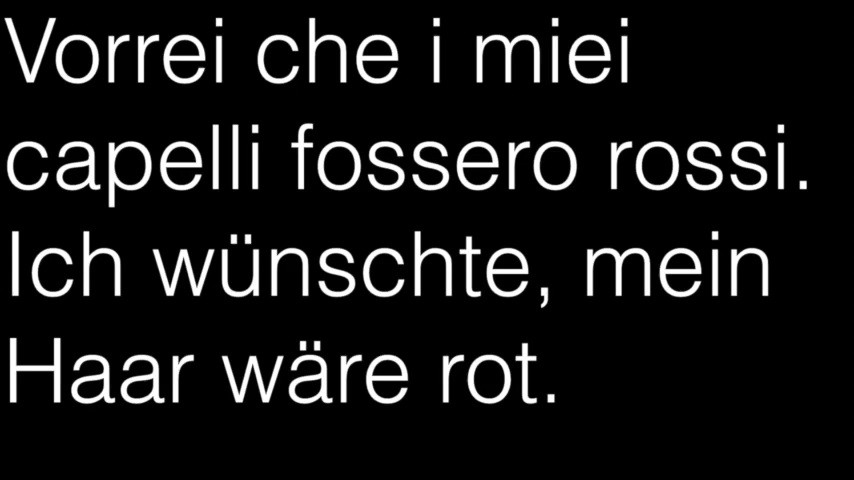 Vorrei che i miei
capelli fossero rossi.
Ich wünschte, mein
Haar wäre rot.